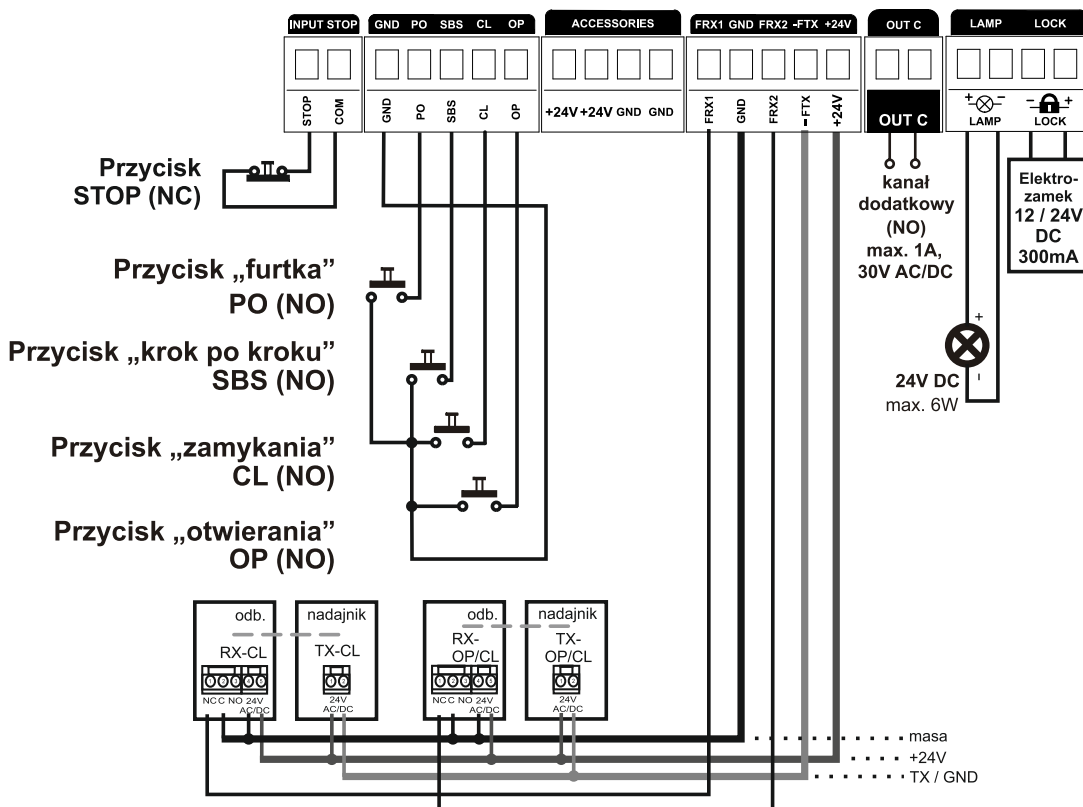 INPUT STOP
GND PO SBS CL OP
ACCESSORIES
FRX1 GND FRX2 -FTX +24V
OUT C
LAMP LOCK
STOP COM
GND PO SBS CL OP
+24V +24V GND GND
FRX1 GND FRX2 -FTX +24V
OUT C
+ -
LAMP
- +
LOCK
Przycisk
STOP (NC)
kanał
dodatkowy
(NO)
max. 1A,
30V AC/DC
Elektro-
zamek
12 / 24V
DC
300mA
Przycisk „furtka”
PO (NO)
Przycisk „krok po kroku”
SBS (NO)
+
-
24V DC
max. 6W
Przycisk „zamykania”
CL (NO)
Przycisk „otwierania”
OP (NO)
odb.
RX-CL
NC C NO 24V
AC/DC
nadajnik
TX-CL
24V
AC/DC
odb.
RX-
OP/CL
NC C NO 24V
AC/DC
nadajnik
TX-
OP/CL
24V
AC/DC
masa
+24V
TX / GND